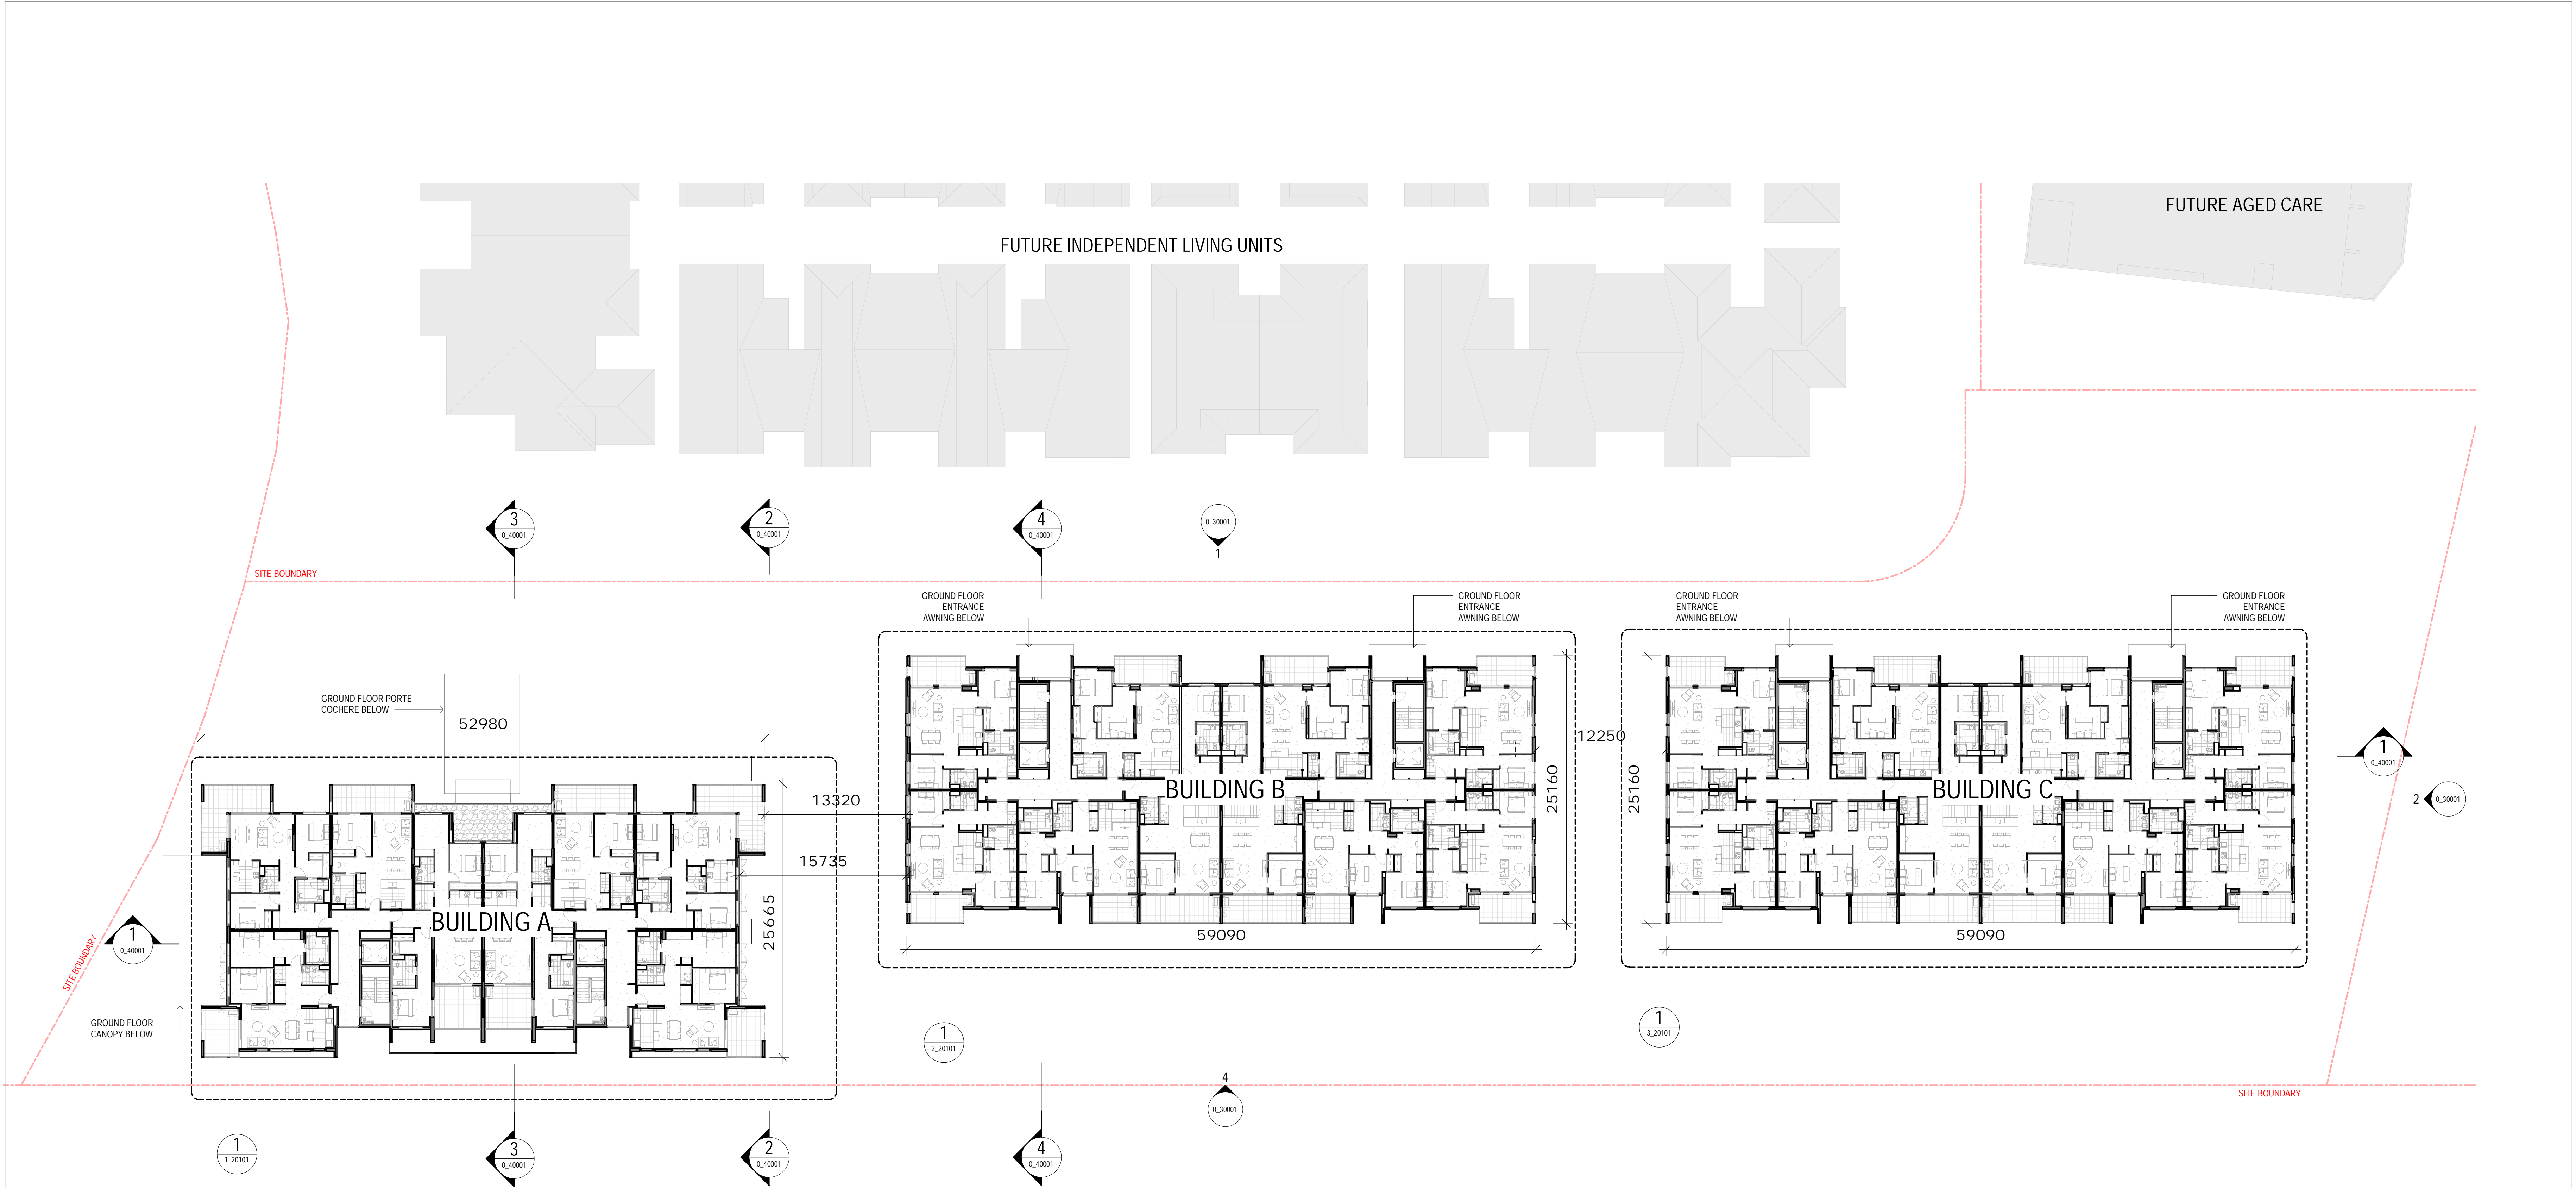 FUTURE AGED CARE
FUTURE INDEPENDENT LIVING UNITS
3
0_40001
2
0_40001
4
0_40001
0_30001
1
SITE BOUNDARY
GROUND FLOOR
ENTRANCE
AWNING BELOW
GROUND FLOOR
ENTRANCE
AWNING BELOW
GROUND FLOOR
ENTRANCE
AWNING BELOW
GROUND FLOOR
ENTRANCE
AWNING BELOW
GROUND FLOOR PORTE
COCHERE BELOW
52980
12250
25160
25160
1
0_40001
2
0_30001
13320
15735
BUILDING B
BUILDING C
BUILDING A
25665
59090
59090
1
0_40001
SITE BOUNDARY
GROUND FLOOR
CANOPY BELOW
1
2_20101
1
3_20101
4
0_30001
SITE BOUNDARY
1
1_20101
3
0_40001
2
0_40001
4
0_40001